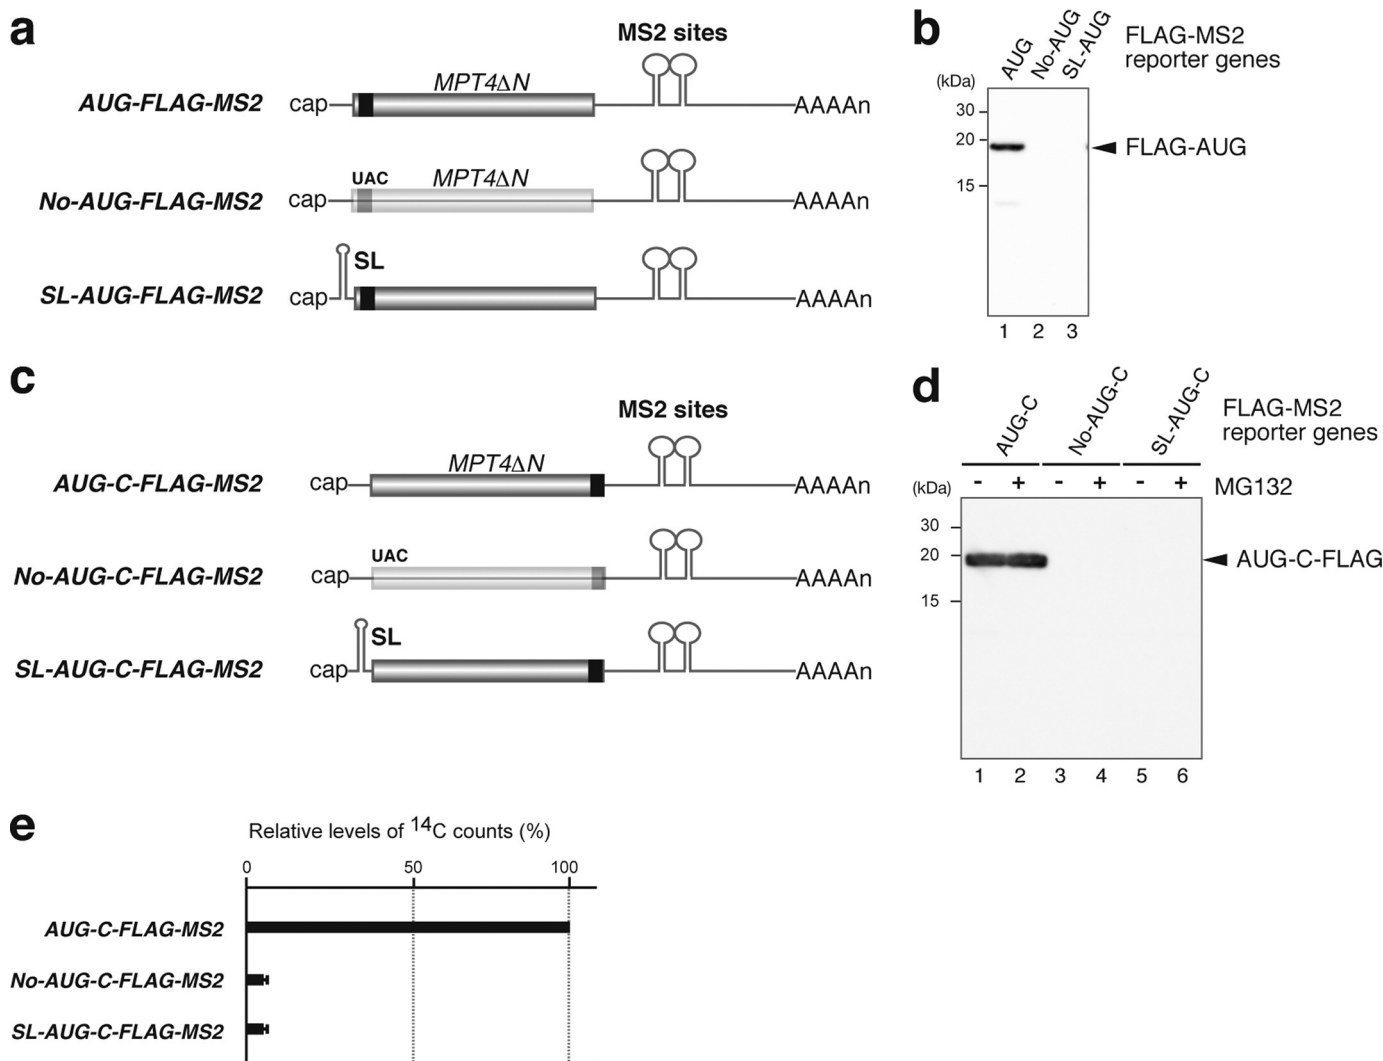 a
MS2 sites
AUG-FLAG-MS2 cap MPT4ΔN AAAAn
UAC
No-AUG-FLAG-MS2 cap MPT4ΔN AAAAn
SL
SL-AUG-FLAG-MS2 cap AAAAn
b
AUG No-AUG SL-AUG
FLAG-MS2
reporter genes
(kDa)
30
20
15
FLAG-AUG
1 2 3
c
MS2 sites
AUG-C-FLAG-MS2 cap MPT4ΔN AAAAn
UAC
No-AUG-C-FLAG-MS2 cap AAAAn
SL
SL-AUG-C-FLAG-MS2 cap AAAAn
d
AUG-C No-AUG-C SL-AUG-C
FLAG-MS2
reporter genes
- + - + - + MG132
(kDa)
30
20
15
AUG-C-FLAG
1 2 3 4 5 6
e
Relative levels of 14C counts (%)
0 50 100
AUG-C-FLAG-MS2
No-AUG-C-FLAG-MS2
SL-AUG-C-FLAG-MS2